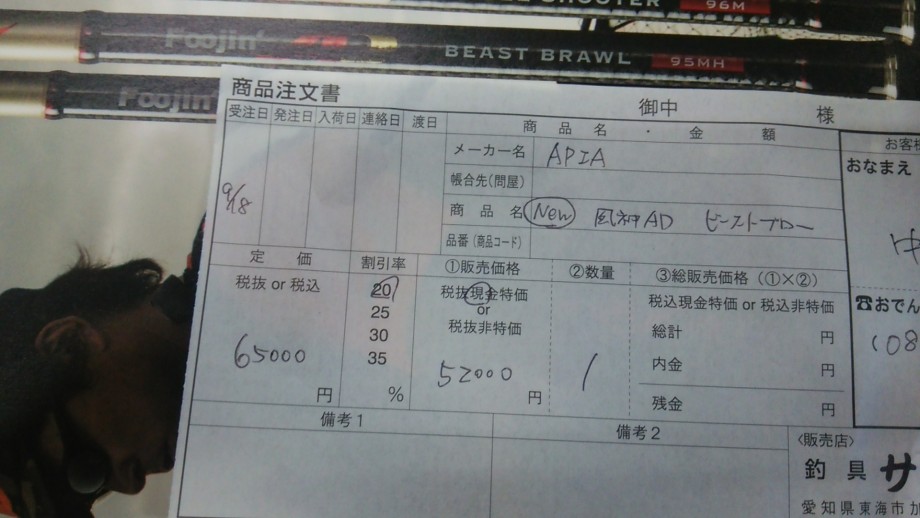 SHOOTER 96M
Foojin' BEAST BRAWL 95MH
Foojin'
商品注文書 御中 様
受注日 発注日 入荷日 連絡日 渡日 商品名・金額
お客様
メーカー名 APIA
おなまえ
帳合先(問屋)
9/18
商品名 New 風神AD ビーストブロー
中
品番(商品コード)
定価 割引率 ①販売価格 ②数量 ③総販売価格(①×②)
税抜 or 税込 20 税抜現金特価 税込現金特価 or 税込非特価
☎おでん
25 or
総計 円
(08
30 税抜非特価
65000 35 52000 1 内金 円
円 % 円 残金 円
備考1 備考2
〈販売店〉
釣具 サ
愛知県東海市加